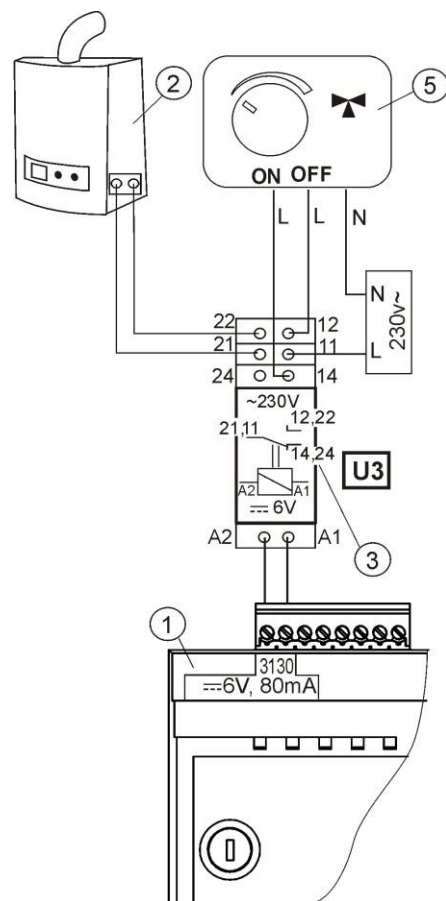 2
5
ON OFF
L L N
22 12
N
21 11
L
230v~
24 14
~230V
12,22
21,11
14,24
U3
A2 A1
6V
3
A2 A1
1
3130
6V, 80mA